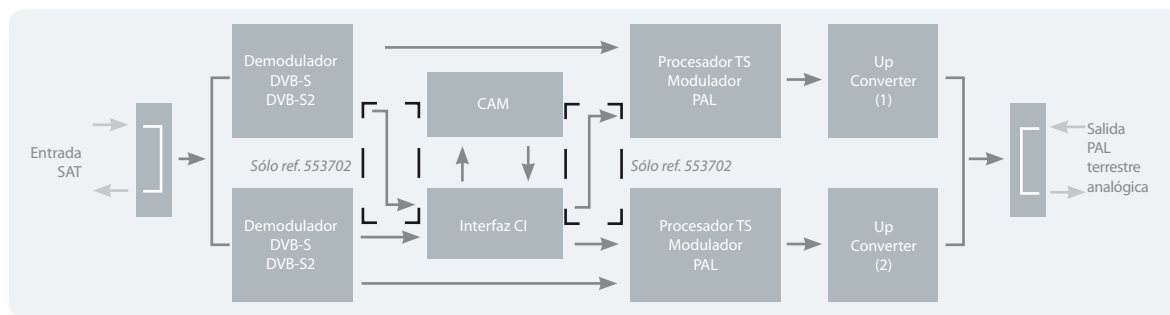 Entrada
SAT
Demodulador
DVB-S
DVB-S2
Demodulador
DVB-S
DVB-S2
Sólo ref. 553702
CAM
Interfaz CI
Sólo ref. 553702
Procesador TS
Modulador
PAL
Procesador TS
Modulador
PAL
Up
Converter
(1)
Up
Converter
(2)
Salida
PAL
terrestre
analógica